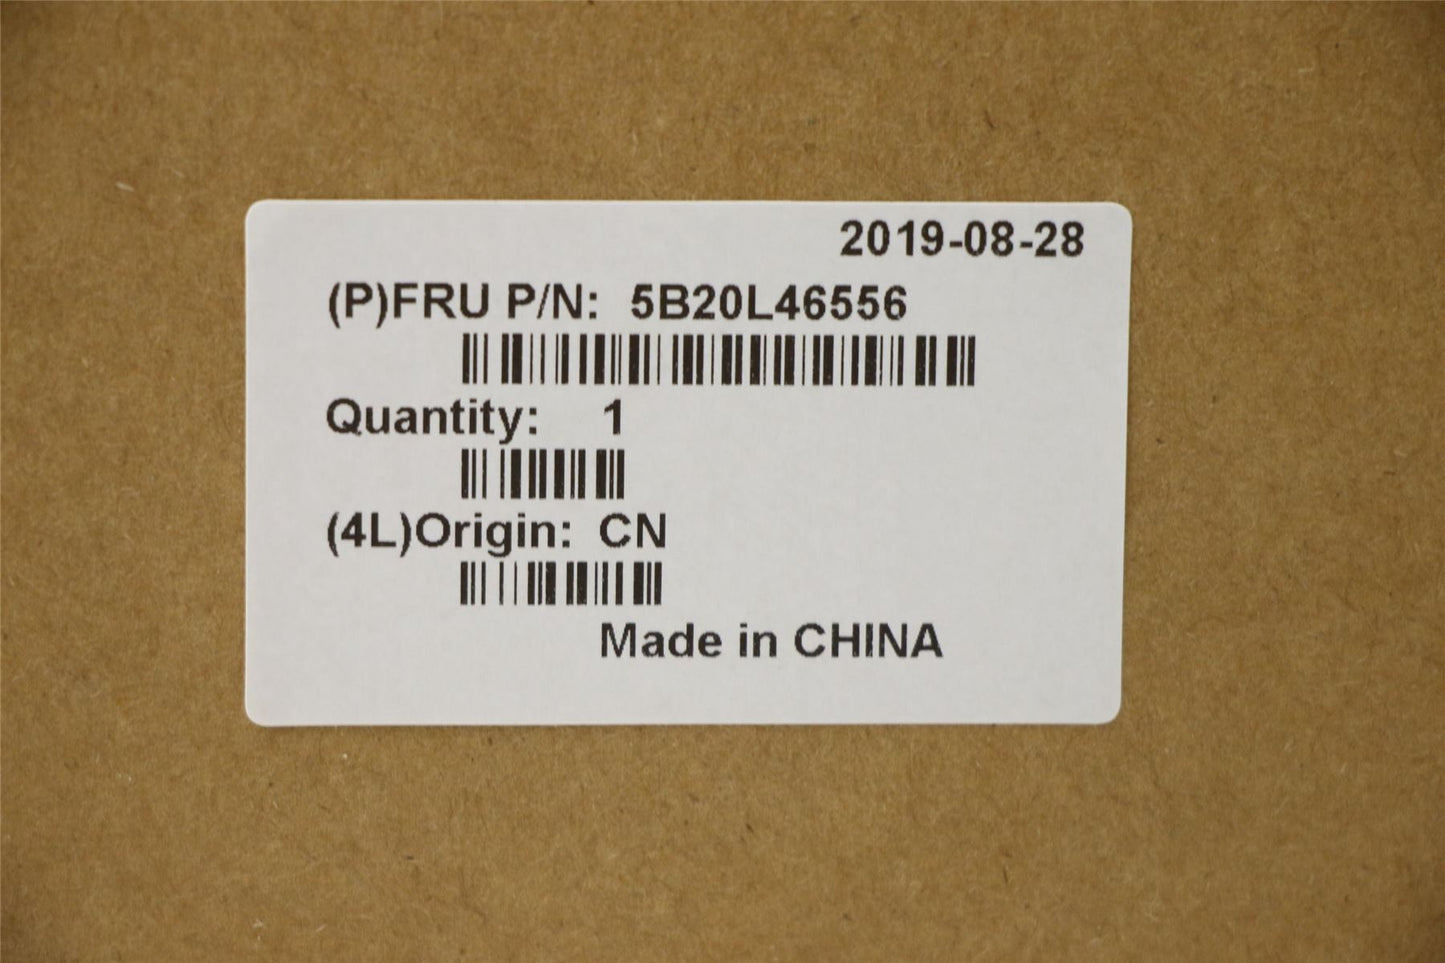 2019-08-28
(P)FRU P/N: 5B20L46556
Quantity: 1
(4L)Origin: CN
Made in CHINA